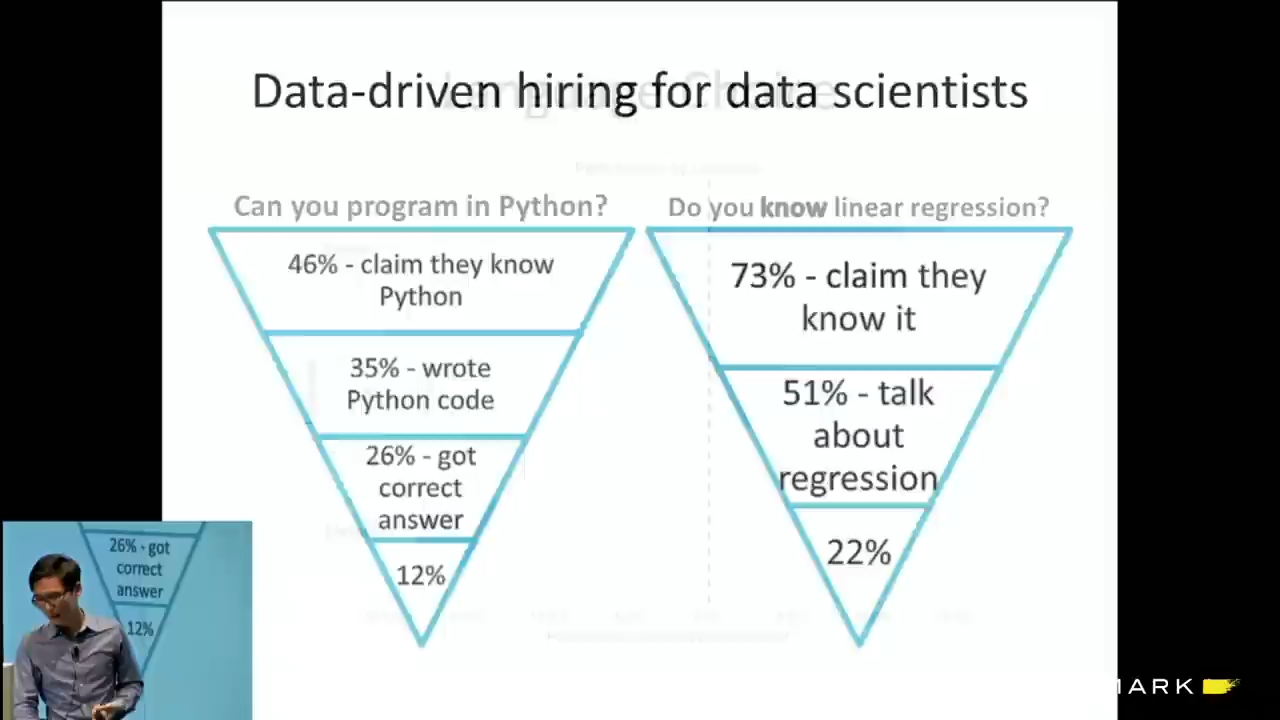 Data-driven hiring for data scientists
Can you program in Python?
46% - claim they know
Python
35% - wrote
Python code
26% - got
correct
answer
12%
Do you know linear regression?
73% - claim they
know it
51% - talk
about
regression
22%
26% - got
correct
answer
12%
MARK